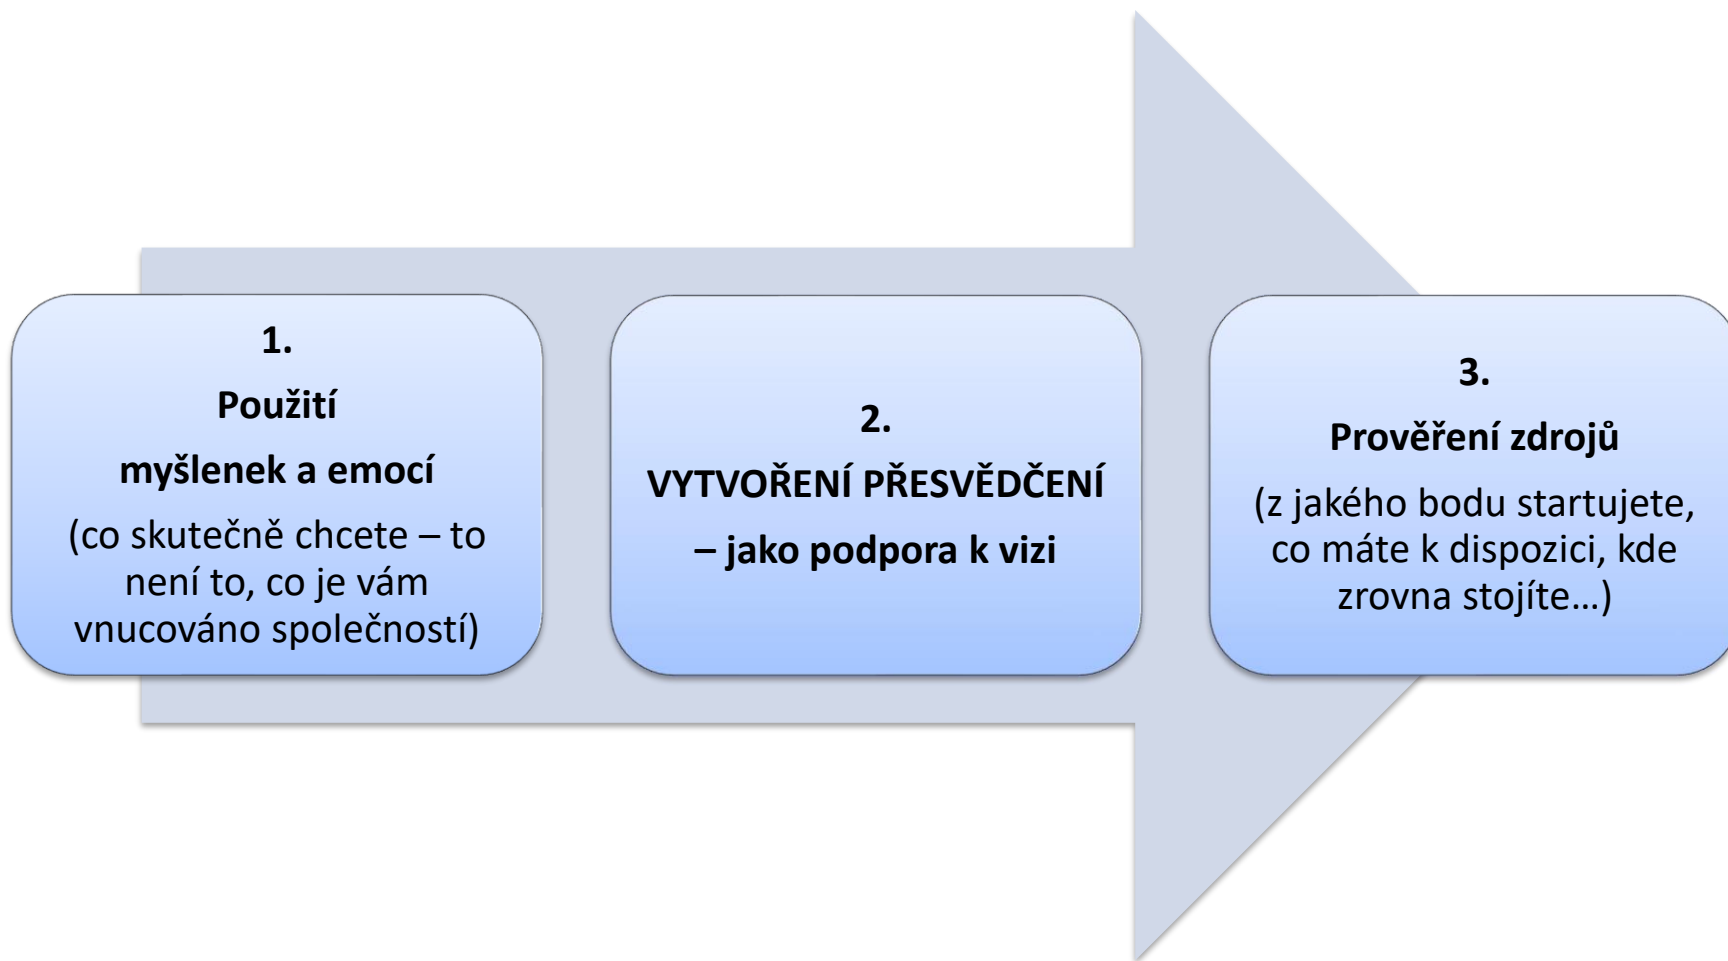 1.
Použití
myšlenek a emocí
(co skutečně chcete – to
není to, co je vám
vnucováno společností)
2.
VYTVOŘENÍ PŘESVĚDČENÍ
– jako podpora k vizi
3.
Prověření zdrojů
(z jakého bodu startujete,
co máte k dispozici, kde
zrovna stojíte…)